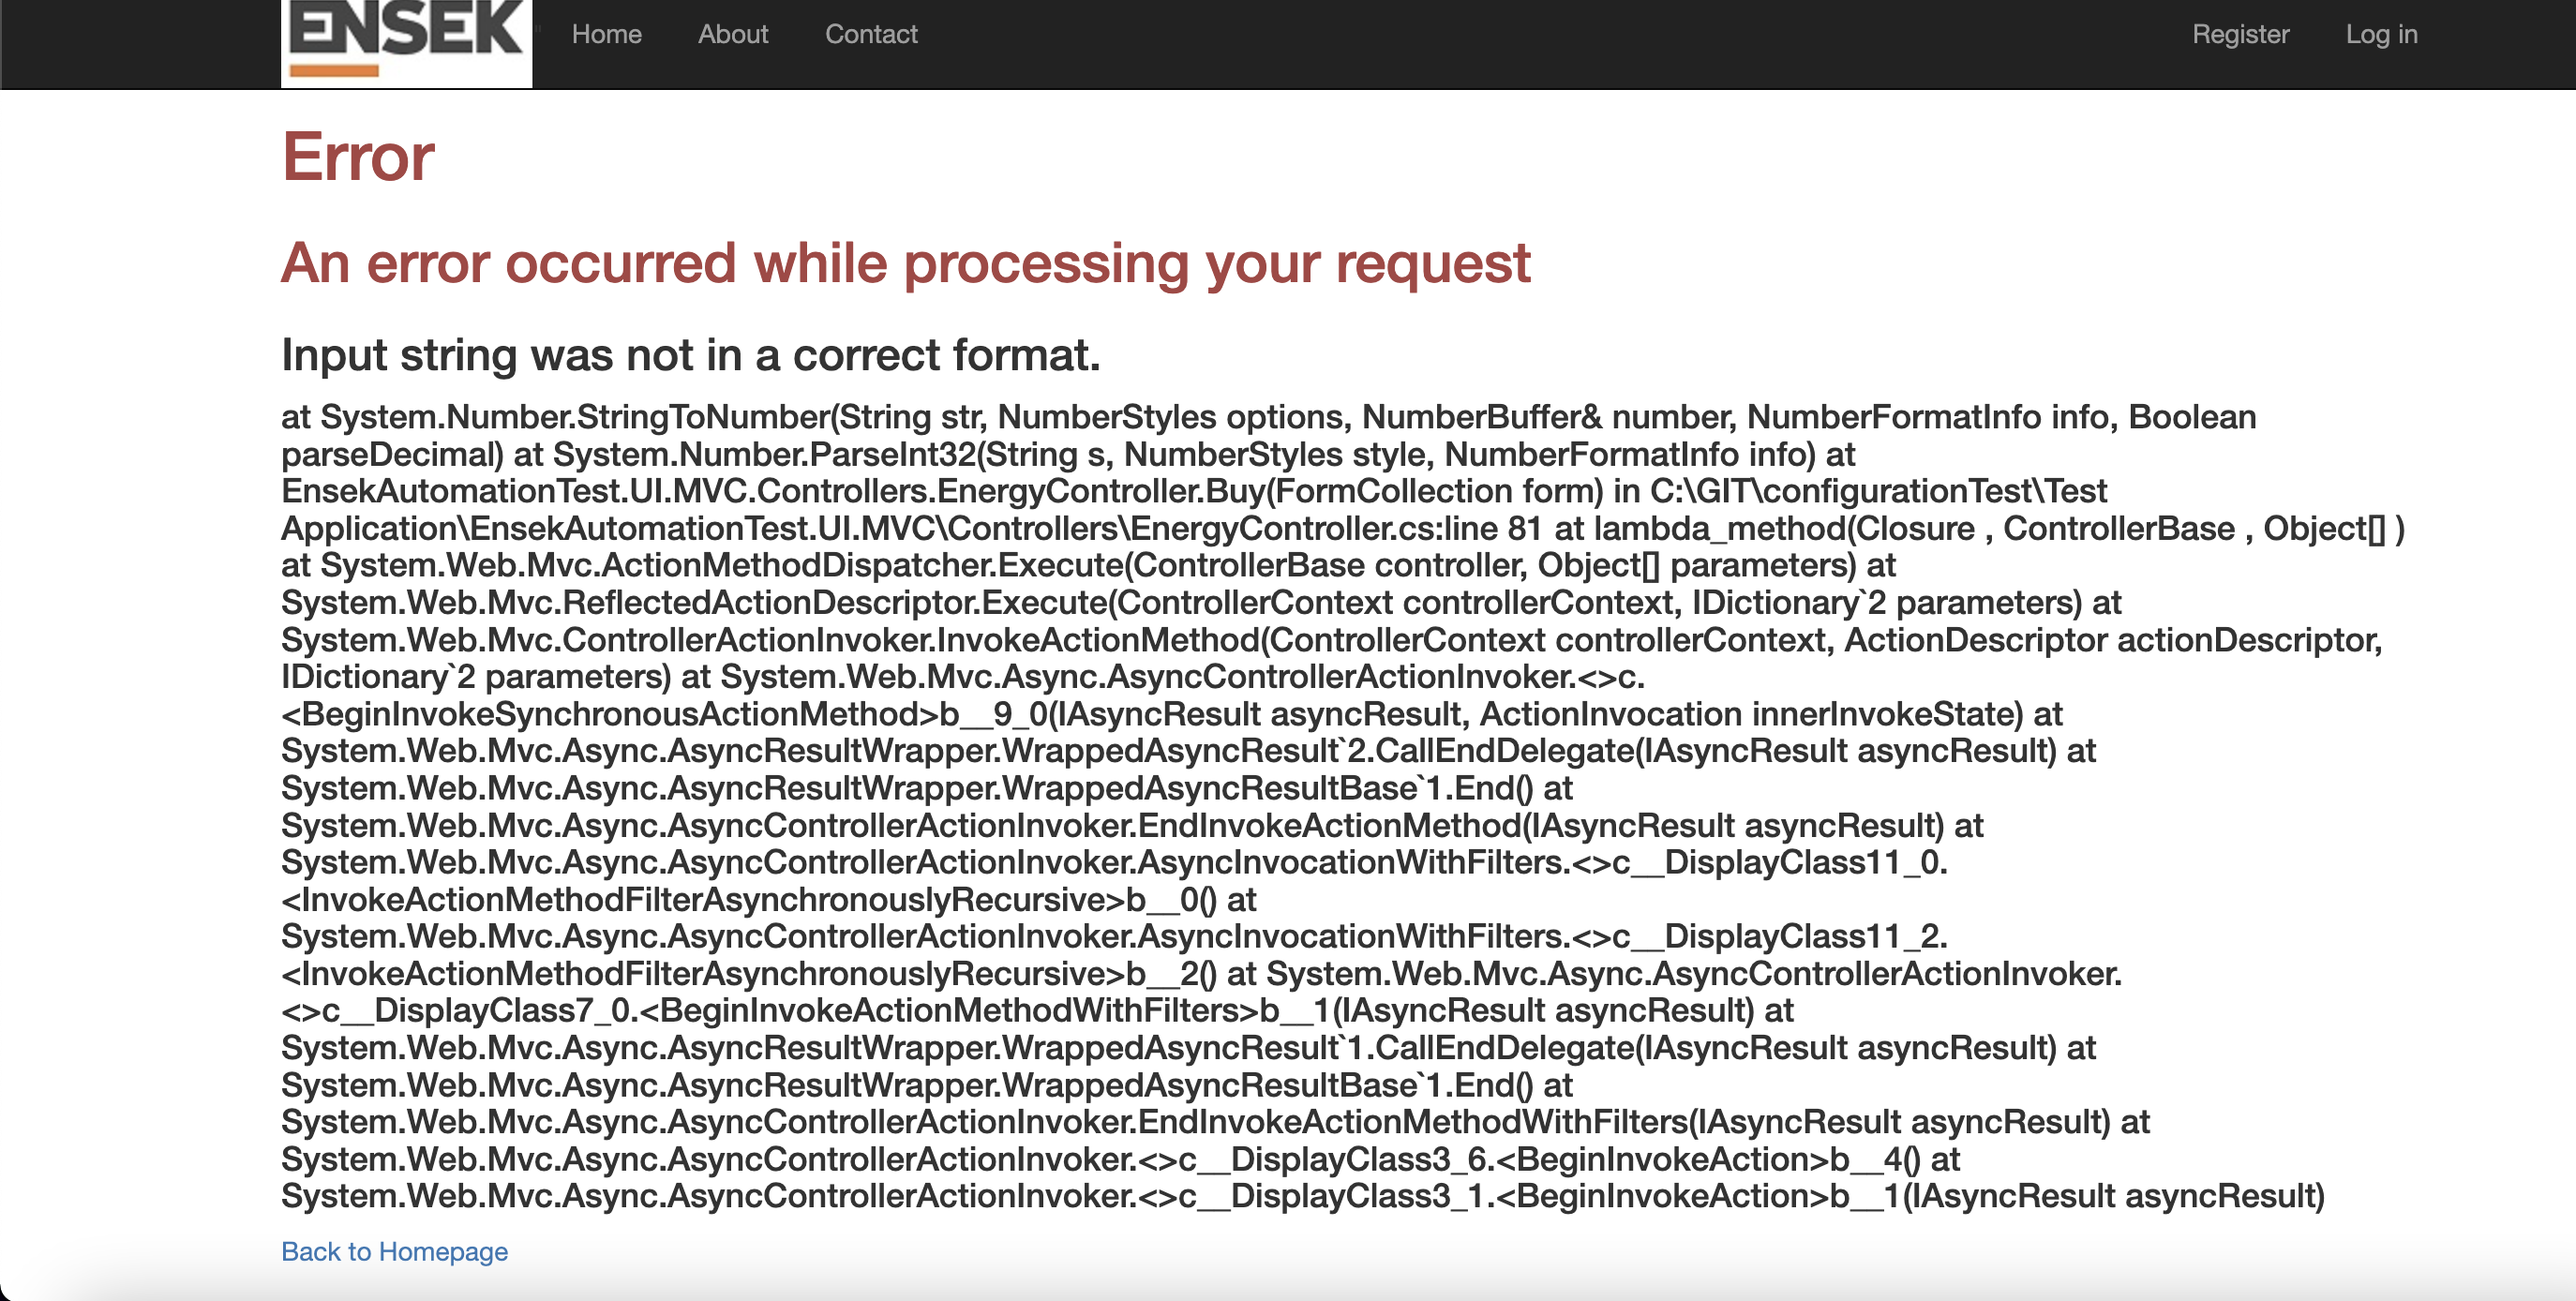 ENSEK
Home About Contact Register Log in
Error
An error occurred while processing your request
Input string was not in a correct format.
at System.Number.StringToNumber(String str, NumberStyles options, NumberBuffer& number, NumberFormatInfo info, Boolean
parseDecimal) at System.Number.ParseInt32(String s, NumberStyles style, NumberFormatInfo info) at
EnsekAutomationTest.UI.MVC.Controllers.EnergyController.Buy(FormCollection form) in C:\GIT\configurationTest\Test
Application\EnsekAutomationTest.UI.MVC\Controllers\EnergyController.cs:line 81 at lambda_method(Closure , ControllerBase , Object[] )
at System.Web.Mvc.ActionMethodDispatcher.Execute(ControllerBase controller, Object[] parameters) at
System.Web.Mvc.ReflectedActionDescriptor.Execute(ControllerContext controllerContext, IDictionary`2 parameters) at
System.Web.Mvc.ControllerActionInvoker.InvokeActionMethod(ControllerContext controllerContext, ActionDescriptor actionDescriptor,
IDictionary`2 parameters) at System.Web.Mvc.Async.AsyncControllerActionInvoker.<>c.
<BeginInvokeSynchronousActionMethod>b__9_0(IAsyncResult asyncResult, ActionInvocation innerInvokeState) at
System.Web.Mvc.Async.AsyncResultWrapper.WrappedAsyncResult`2.CallEndDelegate(IAsyncResult asyncResult) at
System.Web.Mvc.Async.AsyncResultWrapper.WrappedAsyncResultBase`1.End() at
System.Web.Mvc.Async.AsyncControllerActionInvoker.EndInvokeActionMethod(IAsyncResult asyncResult) at
System.Web.Mvc.Async.AsyncControllerActionInvoker.AsyncInvocationWithFilters.<>c__DisplayClass11_0.
<InvokeActionMethodFilterAsynchronouslyRecursive>b__0() at
System.Web.Mvc.Async.AsyncControllerActionInvoker.AsyncInvocationWithFilters.<>c__DisplayClass11_2.
<InvokeActionMethodFilterAsynchronouslyRecursive>b__2() at System.Web.Mvc.Async.AsyncControllerActionInvoker.
<>c__DisplayClass7_0.<BeginInvokeActionMethodWithFilters>b__1(IAsyncResult asyncResult) at
System.Web.Mvc.Async.AsyncResultWrapper.WrappedAsyncResult`1.CallEndDelegate(IAsyncResult asyncResult) at
System.Web.Mvc.Async.AsyncResultWrapper.WrappedAsyncResultBase`1.End() at
System.Web.Mvc.Async.AsyncControllerActionInvoker.EndInvokeActionMethodWithFilters(IAsyncResult asyncResult) at
System.Web.Mvc.Async.AsyncControllerActionInvoker.<>c__DisplayClass3_6.<BeginInvokeAction>b__4() at
System.Web.Mvc.Async.AsyncControllerActionInvoker.<>c__DisplayClass3_1.<BeginInvokeAction>b__1(IAsyncResult asyncResult)
Back to Homepage